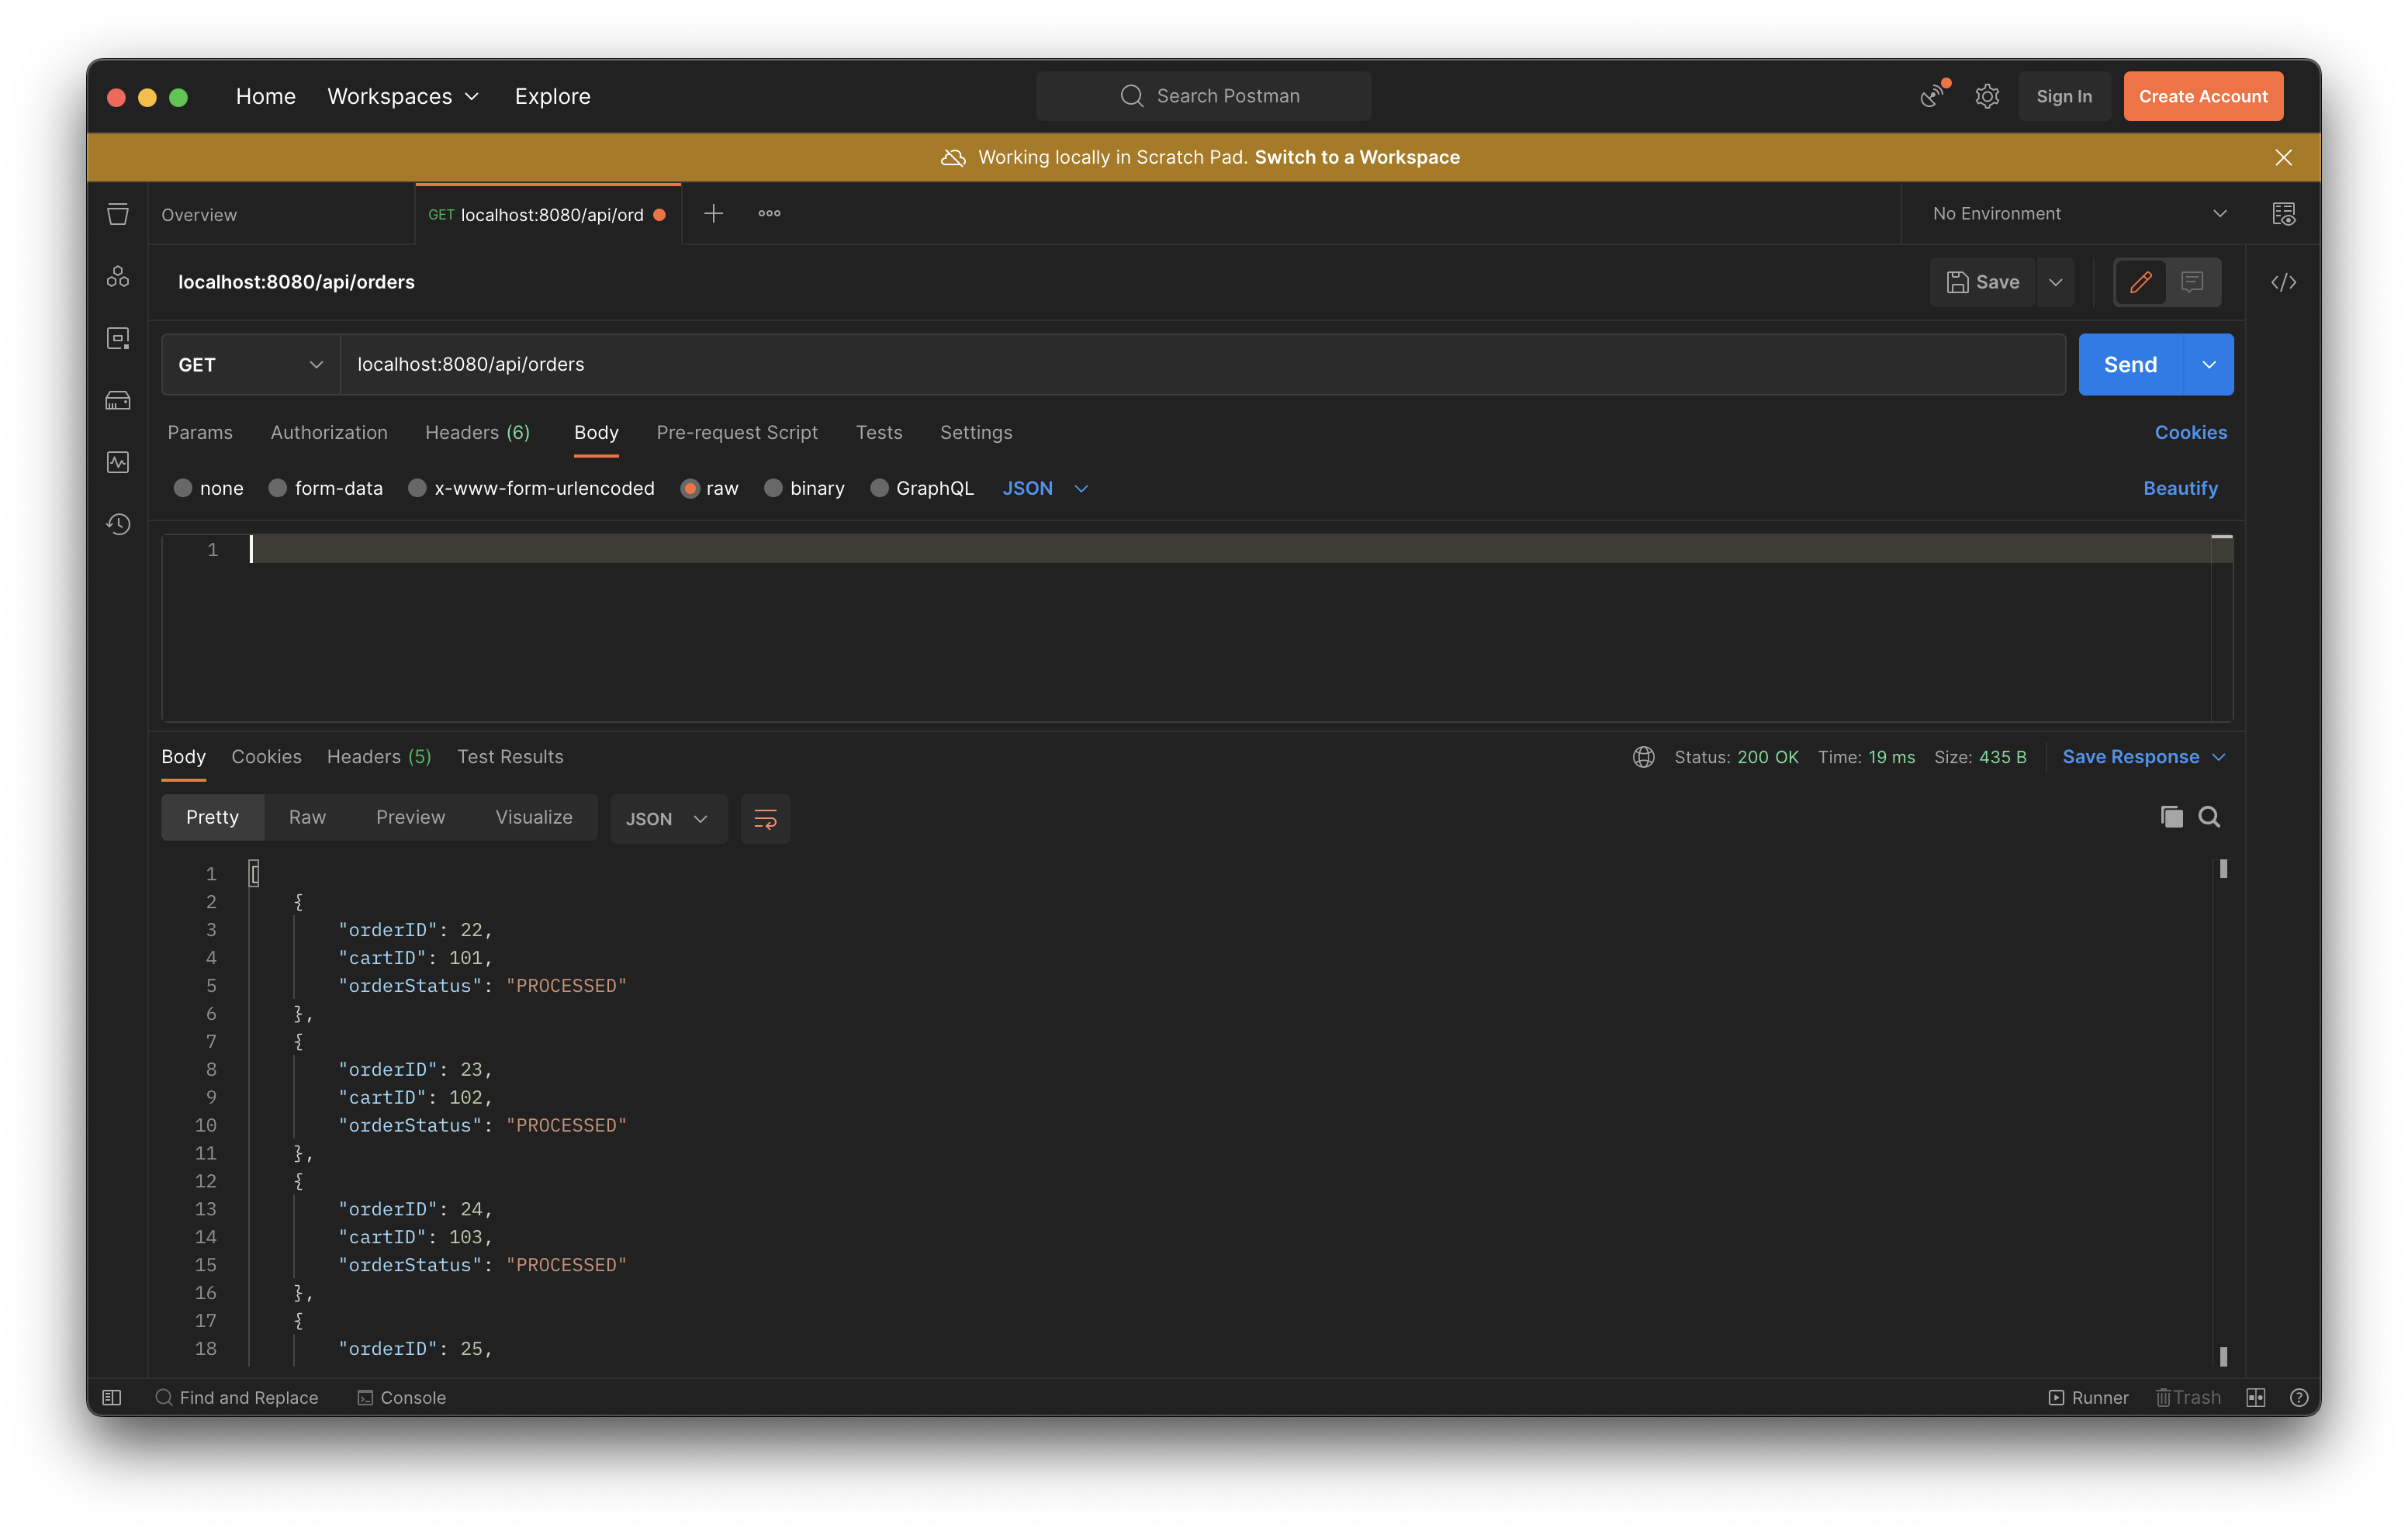 Home Workspaces Explore Search Postman Sign In Create Account
Working locally in Scratch Pad. Switch to a Workspace
Overview GET localhost:8080/api/ord No Environment
localhost:8080/api/orders Save
GET localhost:8080/api/orders Send
Params Authorization Headers (6) Body Pre-request Script Tests Settings Cookies
none form-data x-www-form-urlencoded raw binary GraphQL JSON Beautify
1
Body Cookies Headers (5) Test Results Status: 200 OK Time: 19 ms Size: 435 B Save Response
Pretty Raw Preview Visualize JSON
1 [
2 {
3 "orderID": 22,
4 "cartID": 101,
5 "orderStatus": "PROCESSED"
6 },
7 {
8 "orderID": 23,
9 "cartID": 102,
10 "orderStatus": "PROCESSED"
11 },
12 {
13 "orderID": 24,
14 "cartID": 103,
15 "orderStatus": "PROCESSED"
16 },
17 {
18 "orderID": 25,
Find and Replace Console Runner Trash